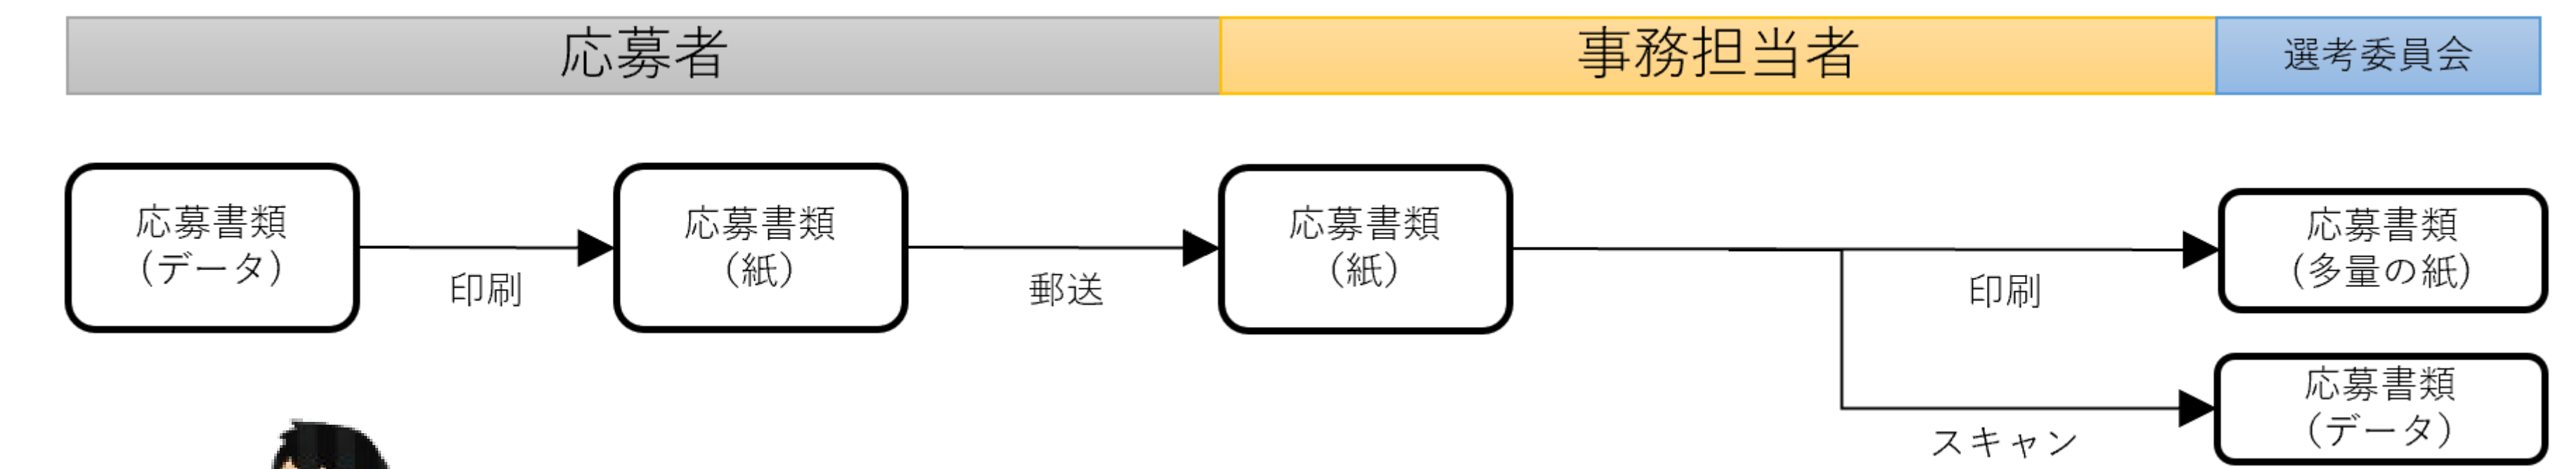 応募者
事務担当者
選考委員会
応募書類
(データ)
印刷
応募書類
(紙)
郵送
応募書類
(紙)
印刷
応募書類
(多量の紙)
スキャン
応募書類
(データ)